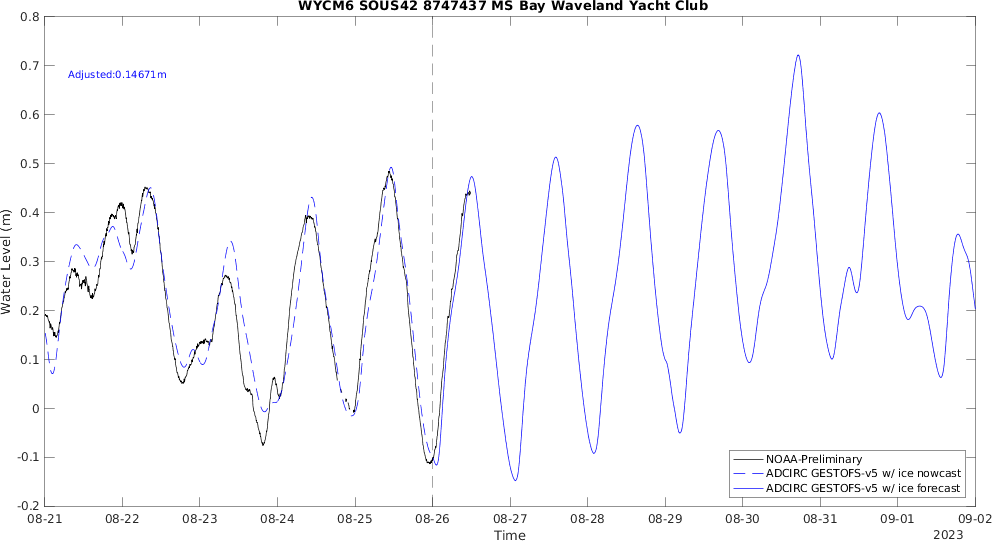 WYCM6 SOUS42 8747437 MS Bay Waveland Yacht Club
0.8
0.7
Adjusted:0.14671m
0.6
0.5
0.4
0.3
0.2
0.1
0
-0.1
-0.2
Water Level (m)
NOAA-Preliminary
ADCIRC GESTOFS-v5 w/ ice nowcast
ADCIRC GESTOFS-v5 w/ ice forecast
08-21 08-22 08-23 08-24 08-25 08-26 08-27 08-28 08-29 08-30 08-31 09-01 09-02
Time
2023